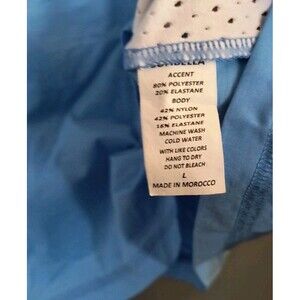 CORBELLA
ACCENT
80% POLYESTER
20% ELASTANE
BODY
42% NYLON
42% POLYESTER
16% ELASTANE
MACHINE WASH
COLD WATER
WITH LIKE COLORS
HANG TO DRY
DO NOT BLEACH
L
MADE IN MOROCCO